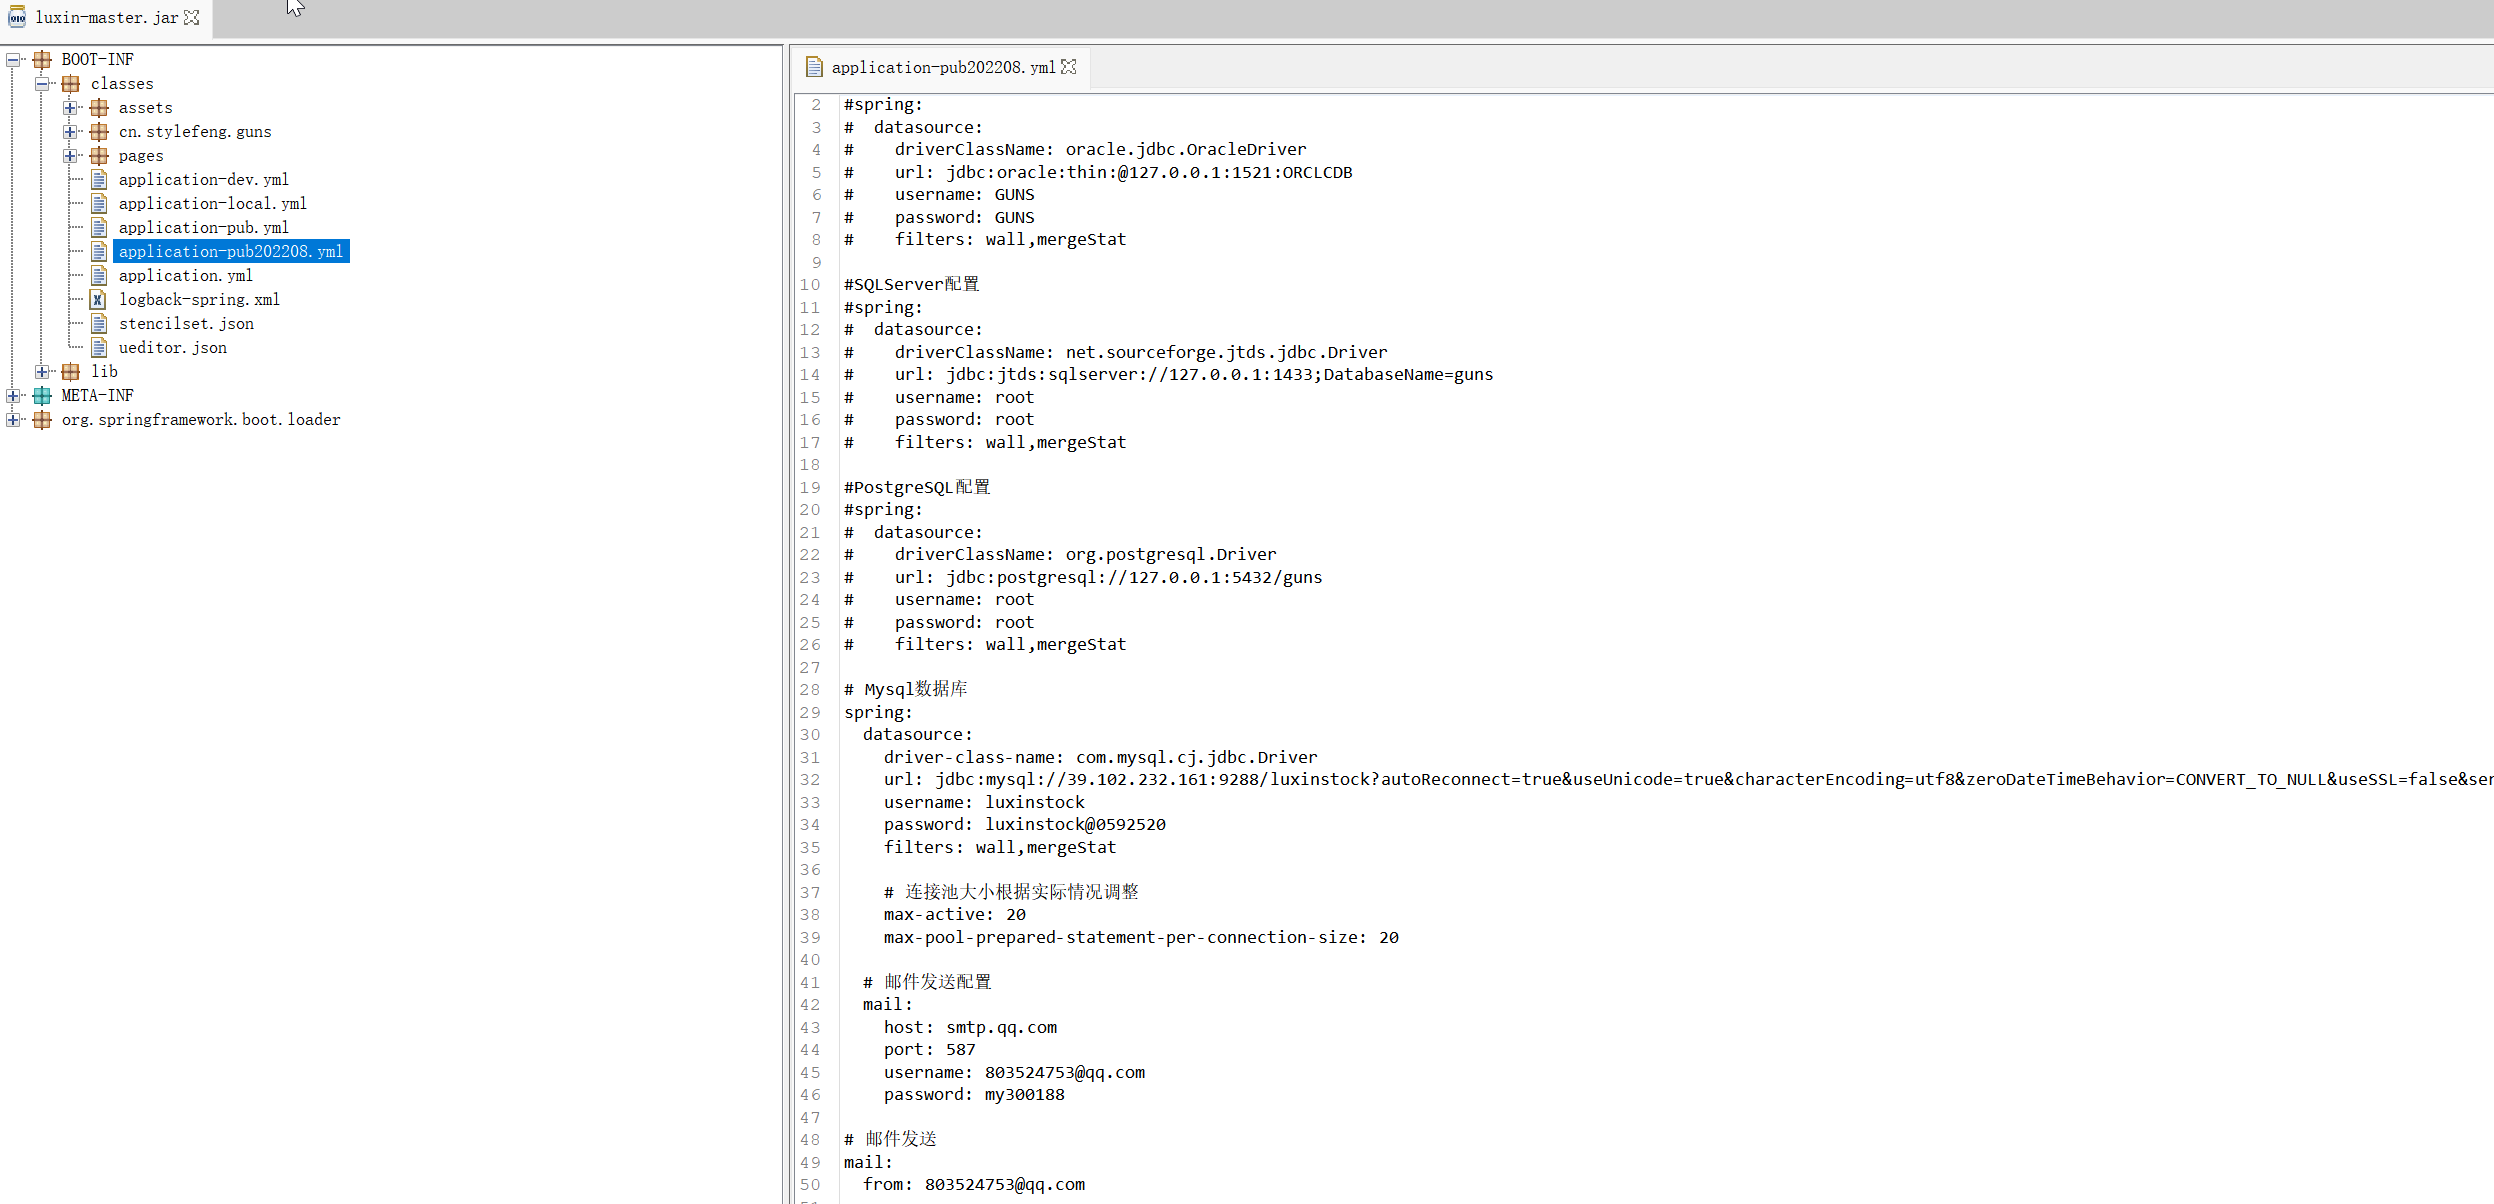 luxin-master.jar
BOOT-INF
classes
assets
cn.stylefeng.guns
pages
application-dev.yml
application-local.yml
application-pub.yml
application-pub202208.yml
application.yml
logback-spring.xml
stencilset.json
ueditor.json
lib
META-INF
org.springframework.boot.loader
application-pub202208.yml
2 #spring:
3 #  datasource:
4 #    driverClassName: oracle.jdbc.OracleDriver
5 #    url: jdbc:oracle:thin:@127.0.0.1:1521:ORCLCDB
6 #    username: GUNS
7 #    password: GUNS
8 #    filters: wall,mergeStat
9
10 #SQLServer配置
11 #spring:
12 #  datasource:
13 #    driverClassName: net.sourceforge.jtds.jdbc.Driver
14 #    url: jdbc:jtds:sqlserver://127.0.0.1:1433;DatabaseName=guns
15 #    username: root
16 #    password: root
17 #    filters: wall,mergeStat
18
19 #PostgreSQL配置
20 #spring:
21 #  datasource:
22 #    driverClassName: org.postgresql.Driver
23 #    url: jdbc:postgresql://127.0.0.1:5432/guns
24 #    username: root
25 #    password: root
26 #    filters: wall,mergeStat
27
28 # Mysql数据库
29 spring:
30   datasource:
31     driver-class-name: com.mysql.cj.jdbc.Driver
32     url: jdbc:mysql://39.102.232.161:9288/luxinstock?autoReconnect=true&useUnicode=true&characterEncoding=utf8&zeroDateTimeBehavior=CONVERT_TO_NULL&useSSL=false&ser
33     username: luxinstock
34     password: luxinstock@0592520
35     filters: wall,mergeStat
36
37     # 连接池大小根据实际情况调整
38     max-active: 20
39     max-pool-prepared-statement-per-connection-size: 20
40
41   # 邮件发送配置
42   mail:
43     host: smtp.qq.com
44     port: 587
45     username: 803524753@qq.com
46     password: my300188
47
48 # 邮件发送
49 mail:
50   from: 803524753@qq.com